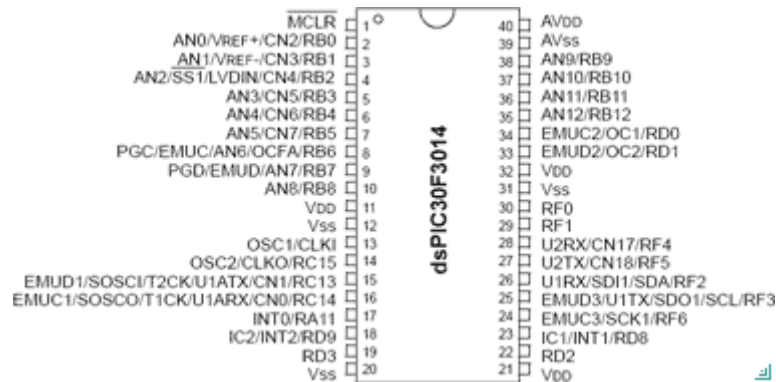 MCLR 1 40 AVDD
AN0/VREF+/CN2/RB0 2 39 AVss
AN1/VREF-/CN3/RB1 3 38 AN9/RB9
AN2/SS1/LVDIN/CN4/RB2 4 37 AN10/RB10
AN3/CN5/RB3 5 36 AN11/RB11
AN4/CN6/RB4 6 35 AN12/RB12
AN5/CN7/RB5 7 34 EMUC2/OC1/RD0
PGC/EMUC/AN6/OCFA/RB6 8 33 EMUD2/OC2/RD1
PGD/EMUD/AN7/RB7 9 32 VDD
AN8/RB8 10 31 Vss
VDD 11 30 RF0
Vss 12 29 RF1
OSC1/CLKI 13 28 U2RX/CN17/RF4
OSC2/CLKO/RC15 14 27 U2TX/CN18/RF5
EMUD1/SOSCI/T2CK/U1ATX/CN1/RC13 15 26 U1RX/SDI1/SDA/RF2
EMUC1/SOSCO/T1CK/U1ARX/CN0/RC14 16 25 EMUD3/U1TX/SDO1/SCL/RF3
INT0/RA11 17 24 EMUC3/SCK1/RF6
IC2/INT2/RD9 18 23 IC1/INT1/RD8
RD3 19 22 RD2
Vss 20 21 VDD
dsPIC30F3014